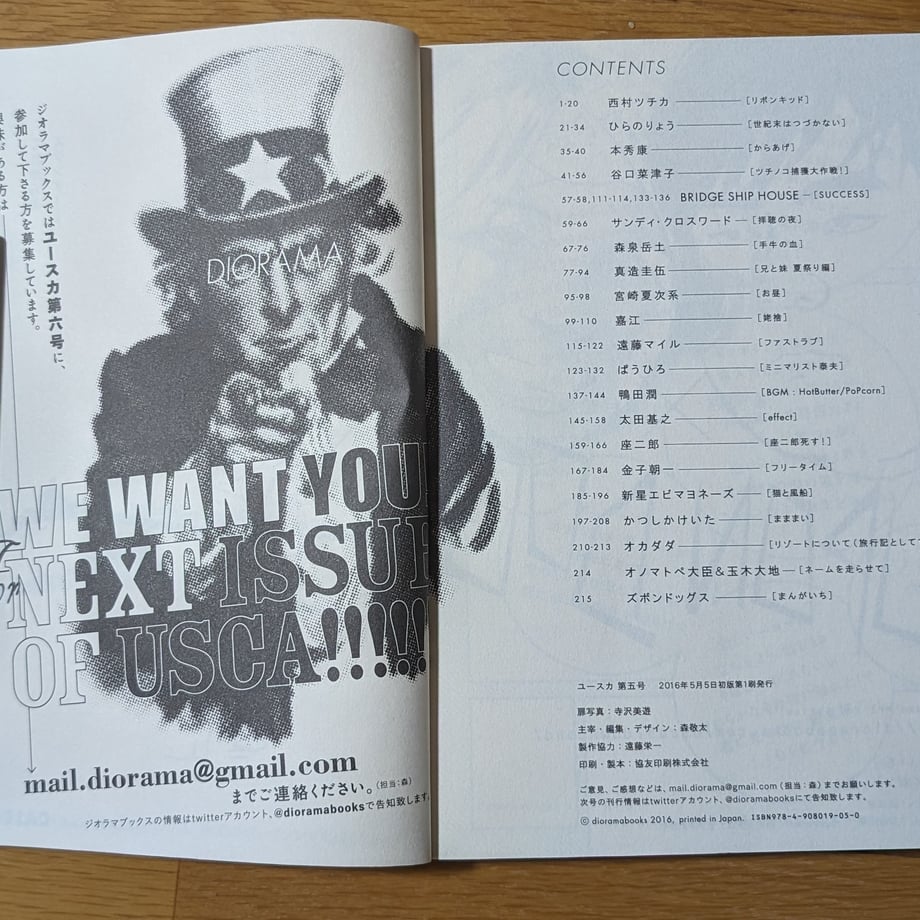 ジオラマブックスではユースカ第六号に、
参加して下さる方を募集しています。
興味がある方は
DIORAMA
WE WANT YOU
NEXT ISSUE
OF USCA!!!!!
mail.diorama@gmail.com
までご連絡ください。(担当:森)
ジオラマブックスの情報はtwitterアカウント、@dioramabooksで告知致します
CONTENTS
1-20 西村ツチカ [リボンキッド]
21-34 ひらのりょう [世紀末はつづかない]
35-40 本秀康 [からあげ]
41-56 谷口菜津子 [ツチノコ捕獲大作戦!]
57-58,111-114,133-136 BRIDGE SHIP HOUSE [SUCCESS]
59-66 サンディ・クロスワード [拝聴の夜]
67-76 森泉岳土 [手牛の血]
77-94 真造圭伍 [兄と妹 夏祭り編]
95-98 宮崎夏次系 [お昼]
99-110 嘉江 [姥捨]
115-122 遠藤マイル [ファストラブ]
123-132 ぱうひろ [ミニマリスト泰夫]
137-144 鴨田潤 [BGM : HotButter/PoPcorn]
145-158 太田基之 [effect]
159-166 座二郎 [座二郎死す!]
167-184 金子朝一 [フリータイム]
185-196 新星エビマヨネーズ [猫と風船]
197-208 かつしかけいた [まままい]
210-213 オカダダ [リゾートについて(旅行記として
214 オノマトペ大臣&玉木大地 [ネームを走らせて]
215 ズボンドッグス [まんがいち]
ユースカ 第五号 2016年5月5日初版第1刷発行
扉写真:寺沢美遊
主宰・編集・デザイン:森敬太
製作協力:遠藤栄一
印刷・製本:協友印刷株式会社
ご意見、ご感想などは、mail.diorama@gmail.com(担当:森)までお願いします。
次号の刊行情報はtwitterアカウント、@dioramabooksにて告知致します。
© dioramabooks 2016, printed in Japan. ISBN978-4-908019-05-0